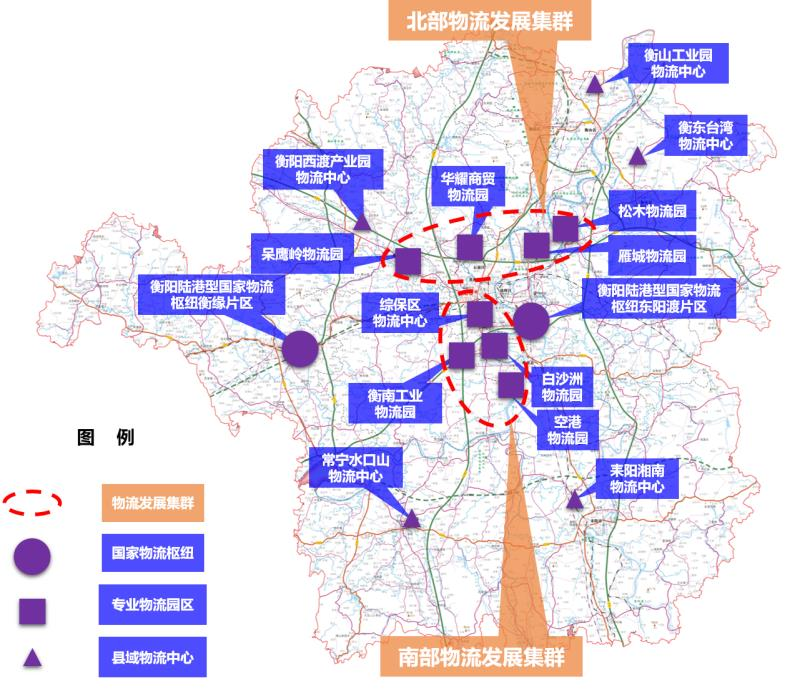 北部物流发展集群
衡山工业园
物流中心
衡东台湾
物流中心
衡阳西渡产业园
物流中心
华耀商贸
物流园
松木物流园
呆鹰岭物流园
雁城物流园
衡阳陆港型国家物流
枢纽衡缘片区
综保区
物流中心
衡阳陆港型国家物流
枢纽东阳渡片区
衡南工业
物流园
白沙洲
物流园
空港
物流园
常宁水口山
物流中心
耒阳湘南
物流中心
南部物流发展集群
图 例
物流发展集群
国家物流枢纽
专业物流园区
县域物流中心